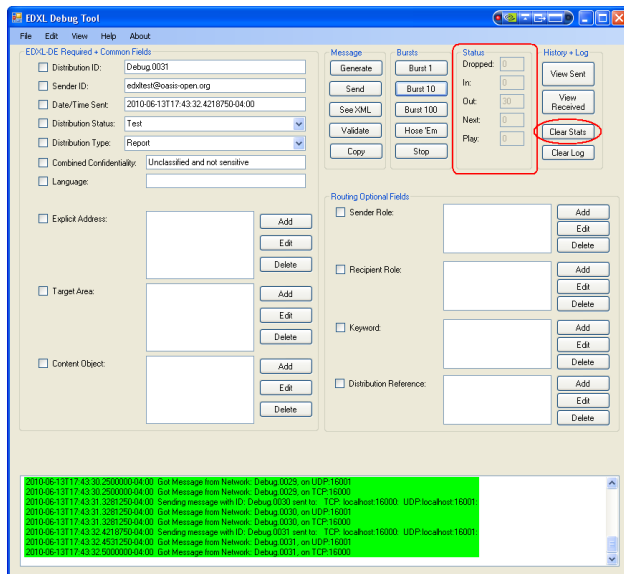 EDXL Debug Tool
File Edit View Help About
EDXL-DE Required + Common Fields
Distribution ID: Debug.0031
Sender ID: edxltest@oasis-open.org
Date/Time Sent: 2010-06-13T17:43:32.4218750-04:00
Distribution Status: Test
Distribution Type: Report
Combined Confidentiality: Unclassified and not sensitive
Language:
Explicit Address:
Add
Edit
Delete
Target Area:
Add
Edit
Delete
Content Object:
Add
Edit
Delete
Message
Generate
Send
See XML
Validate
Copy
Bursts
Burst 1
Burst 10
Burst 100
Hose 'Em
Stop
Status
Dropped: 0
In: 0
Out: 30
Next: 0
Play: 0
History + Log
View Sent
View
Received
Clear Stats
Clear Log
Routing Optional Fields
Sender Role:
Add
Edit
Delete
Recipient Role:
Add
Edit
Delete
Keyword:
Add
Edit
Delete
Distribution Reference:
Add
Edit
Delete
2010-06-13T17:43:30.2500000-04:00 Got Message from Network: Debug.0029, on UDP:16001
2010-06-13T17:43:30.2500000-04:00 Got Message from Network: Debug.0029, on TCP:16000
2010-06-13T17:43:31.3281250-04:00 Sending message with ID: Debug.0030 sent to: TCP: localhost:16000: UDP:localhost:16001:
2010-06-13T17:43:31.3281250-04:00 Got Message from Network: Debug.0030, on UDP:16001
2010-06-13T17:43:31.3281250-04:00 Got Message from Network: Debug.0030, on TCP:16000
2010-06-13T17:43:32.4218750-04:00 Sending message with ID: Debug.0031 sent to: TCP: localhost:16000: UDP:localhost:16001:
2010-06-13T17:43:32.4531250-04:00 Got Message from Network: Debug.0031, on UDP:16001
2010-06-13T17:43:32.5000000-04:00 Got Message from Network: Debug.0031, on TCP:16000